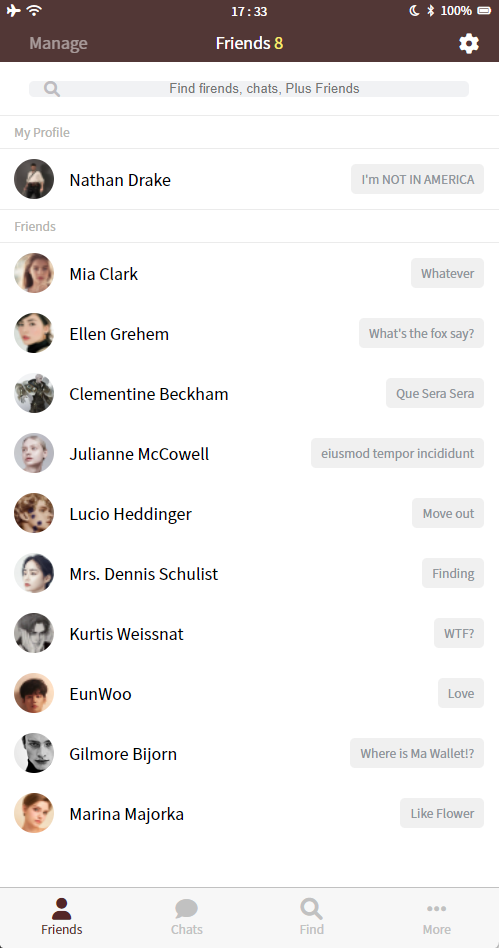 17 : 33 100%
Manage Friends 8
Find firends, chats, Plus Friends
My Profile
Nathan Drake I'm NOT IN AMERICA
Friends
Mia Clark Whatever
Ellen Grehem What's the fox say?
Clementine Beckham Que Sera Sera
Julianne McCowell eiusmod tempor incididunt
Lucio Heddinger Move out
Mrs. Dennis Schulist Finding
Kurtis Weissnat WTF?
EunWoo Love
Gilmore Bijorn Where is Ma Wallet!?
Marina Majorka Like Flower
Friends Chats Find More